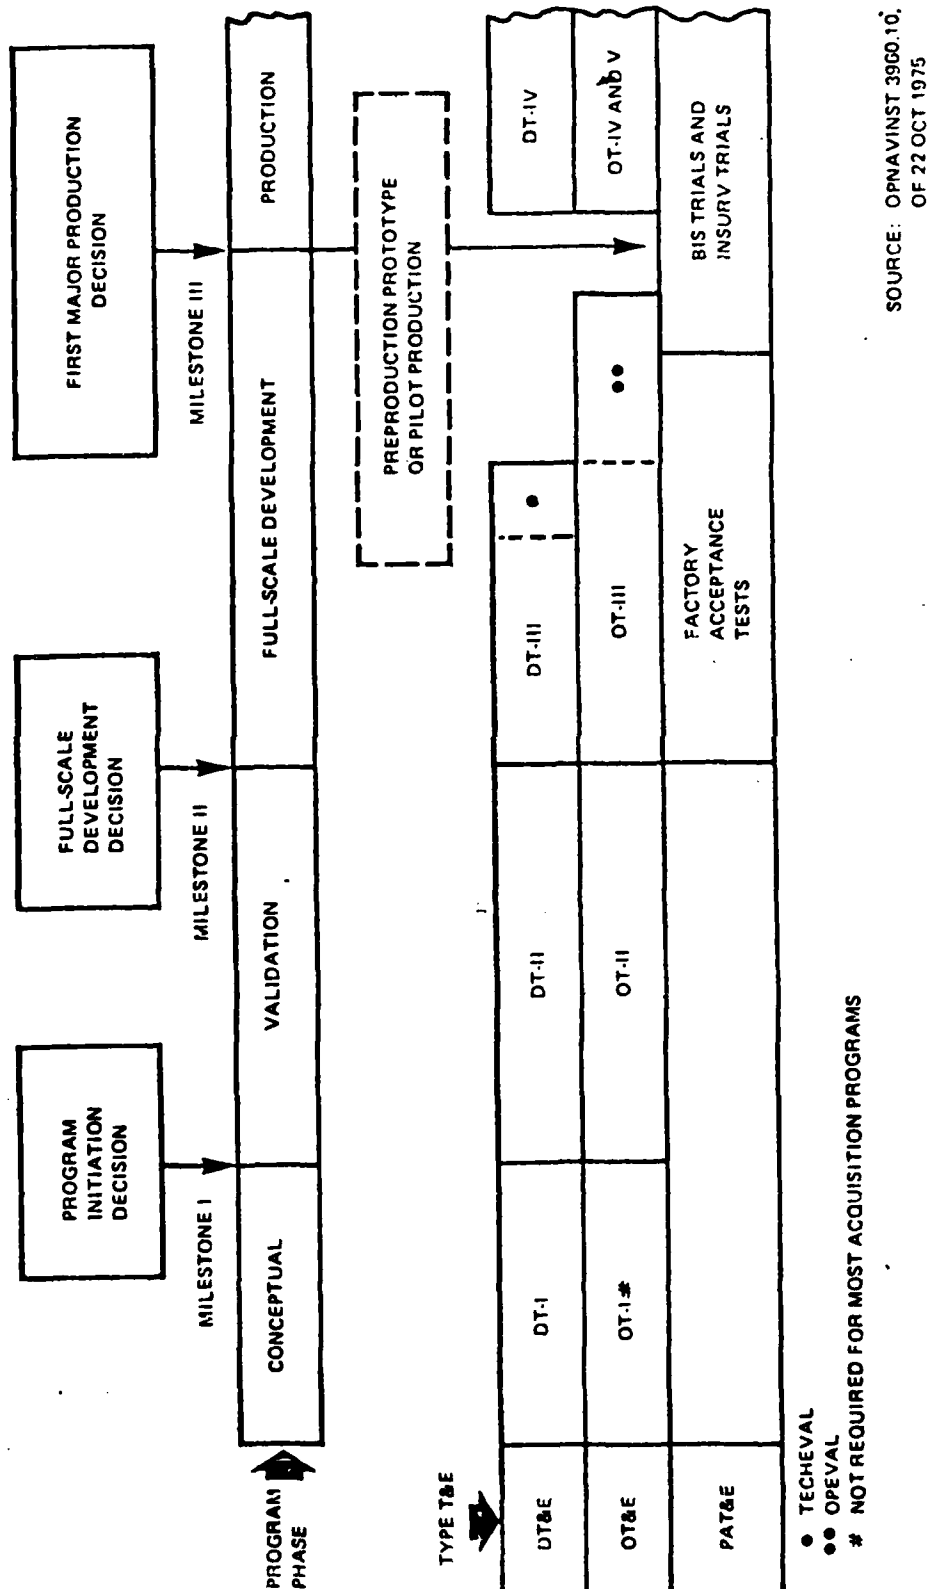 PROGRAM
INITIATION
DECISION
FULL-SCALE
DEVELOPMENT
DECISION
FIRST MAJOR PRODUCTION
DECISION
MILESTONE I
MILESTONE II
MILESTONE III
PROGRAM
PHASE
CONCEPTUAL
VALIDATION
FULL-SCALE DEVELOPMENT
PRODUCTION
PREPRODUCTION PROTOTYPE
OR PILOT PRODUCTION
TYPE T&E
DT&E
DT-I
DT-II
DT-III
●
DT-IV
OT&E
OT-I#
OT-II
OT-III
●●
OT-IV AND V
PAT&E
FACTORY
ACCEPTANCE
TESTS
BIS TRIALS AND
INSURV TRIALS
● TECHEVAL
●● OPEVAL
# NOT REQUIRED FOR MOST ACQUISITION PROGRAMS
SOURCE: OPNAVINST 3960.10,
OF 22 OCT 1975